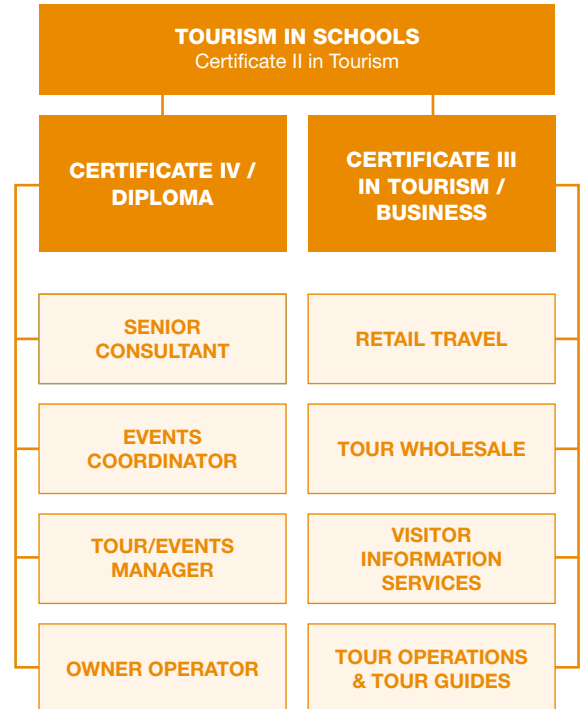 TOURISM IN SCHOOLS
Certificate II in Tourism
CERTIFICATE IV /
DIPLOMA
CERTIFICATE III
IN TOURISM /
BUSINESS
SENIOR
CONSULTANT
RETAIL TRAVEL
EVENTS
COORDINATOR
TOUR WHOLESALE
TOUR/EVENTS
MANAGER
VISITOR
INFORMATION
SERVICES
OWNER OPERATOR
TOUR OPERATIONS
& TOUR GUIDES